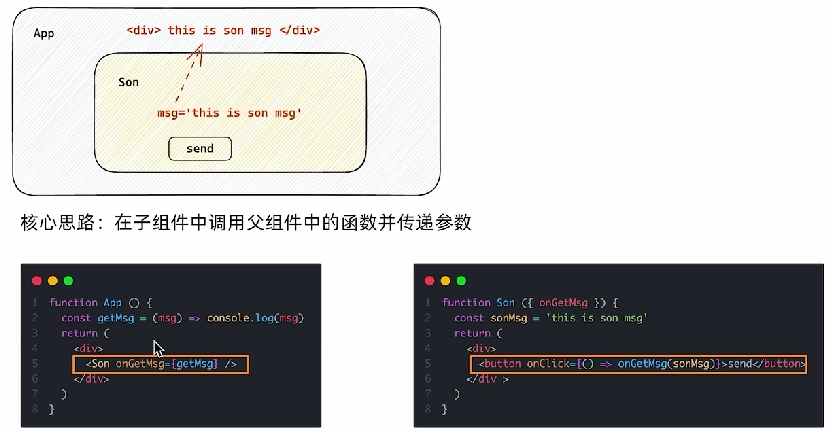 App
<div> this is son msg </div>
Son
msg='this is son msg'
send
核心思路：在子组件中调用父组件中的函数并传递参数
1 function App () {
2 const getMsg = (msg) => console.log(msg)
3 return (
4 <div>
5 <Son onGetMsg={getMsg} />
6 </div>
7 )
8 }
1 function Son ({ onGetMsg }) {
2 const sonMsg = 'this is son msg'
3 return (
4 <div>
5 <button onClick={() => onGetMsg(sonMsg)}>send</button>
6 </div >
7 )
8 }